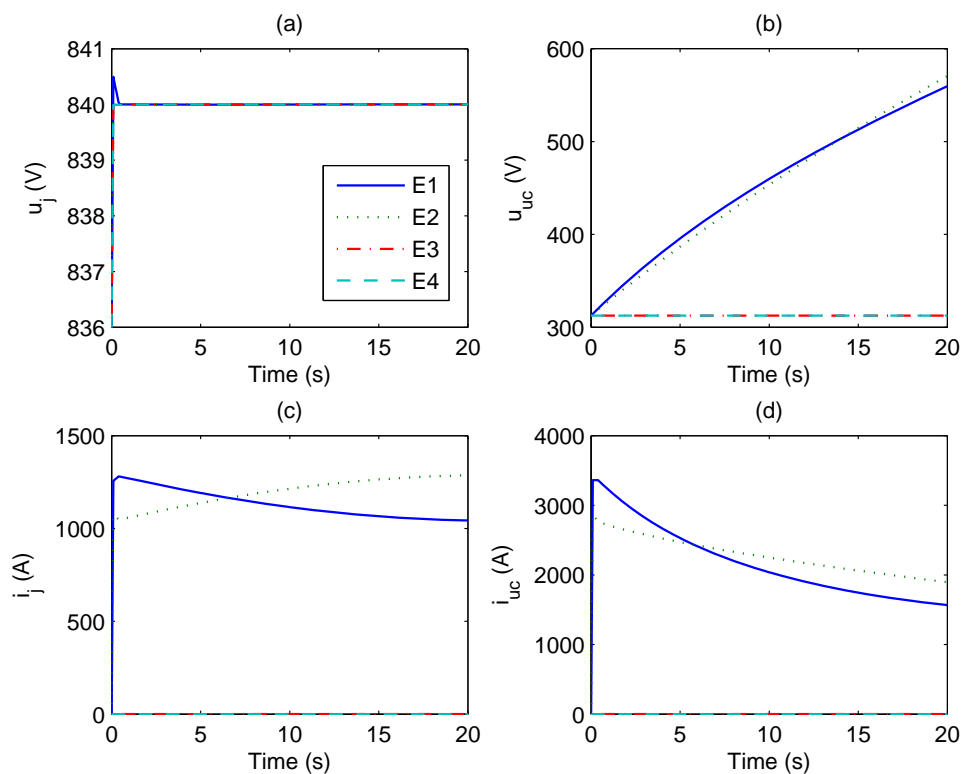 (a)
841
840
839
838
837
836
u_j (V)
E1
E2
E3
E4
0 5 10 15 20
Time (s)
(b)
600
500
400
300
u_uc (V)
0 5 10 15 20
Time (s)
(c)
1500
1000
500
0
i_j (A)
0 5 10 15 20
Time (s)
(d)
4000
3000
2000
1000
0
i_uc (A)
0 5 10 15 20
Time (s)